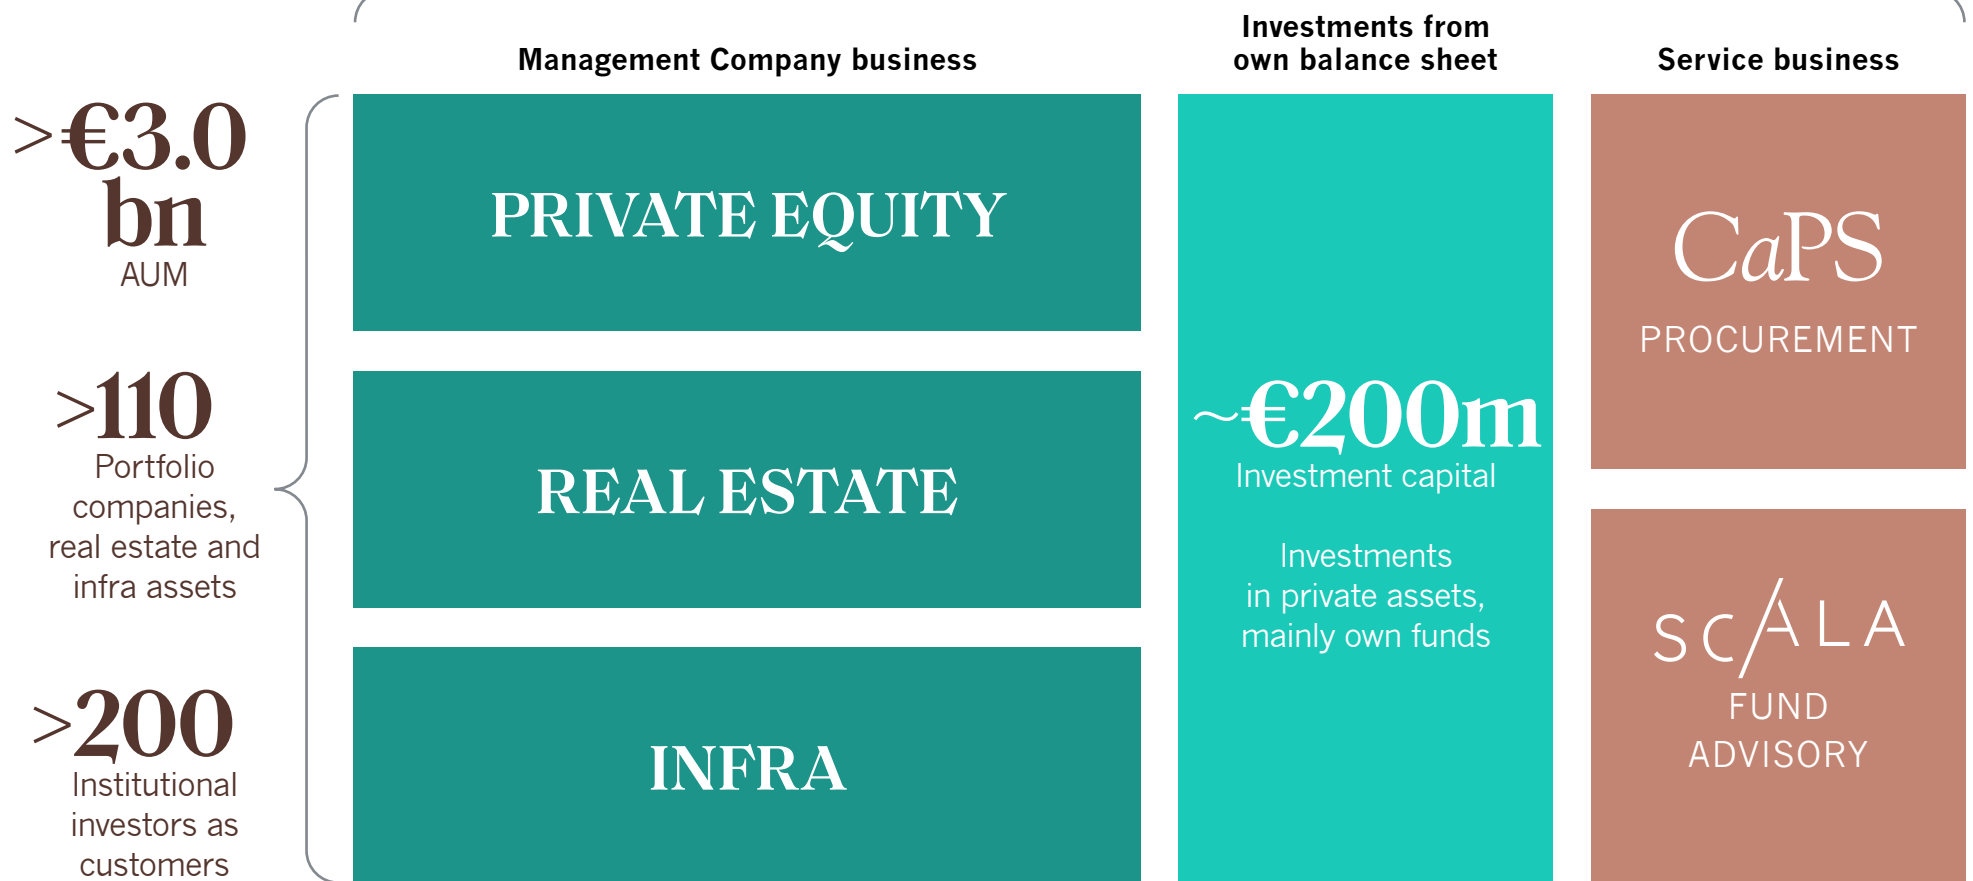 Management Company business
Investments from
own balance sheet
Service business
>€3.0
bn
AUM
>110
Portfolio
companies,
real estate and
infra assets
>200
Institutional
investors as
customers
PRIVATE EQUITY
REAL ESTATE
INFRA
~€200m
Investment capital
Investments
in private assets,
mainly own funds
CaPS
PROCUREMENT
SCALA
FUND
ADVISORY